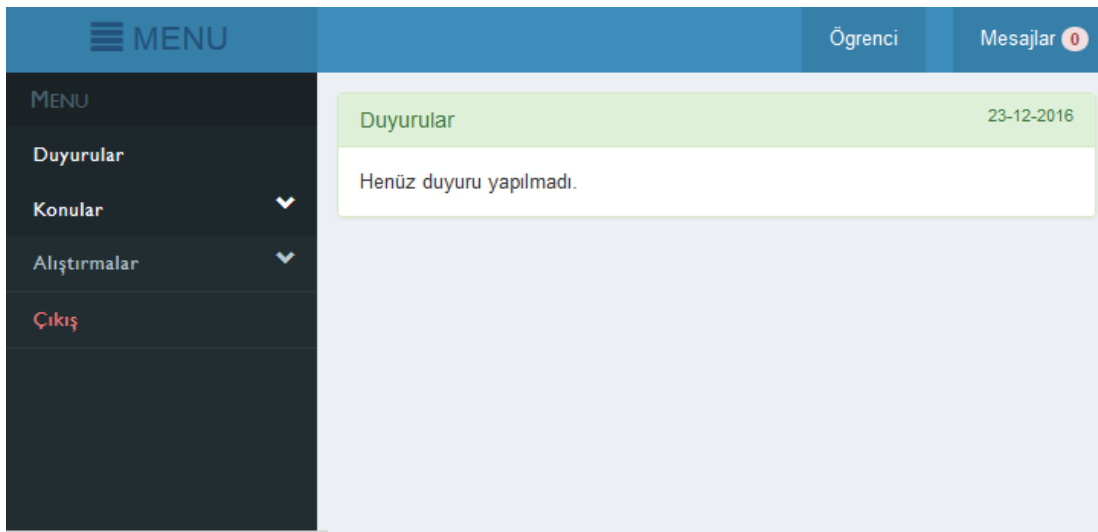 MENU
Ögrenci
Mesajlar 0
MENU
Duyurular
Konular
Alıştırmalar
Çıkış
Duyurular
23-12-2016
Henüz duyuru yapılmadı.